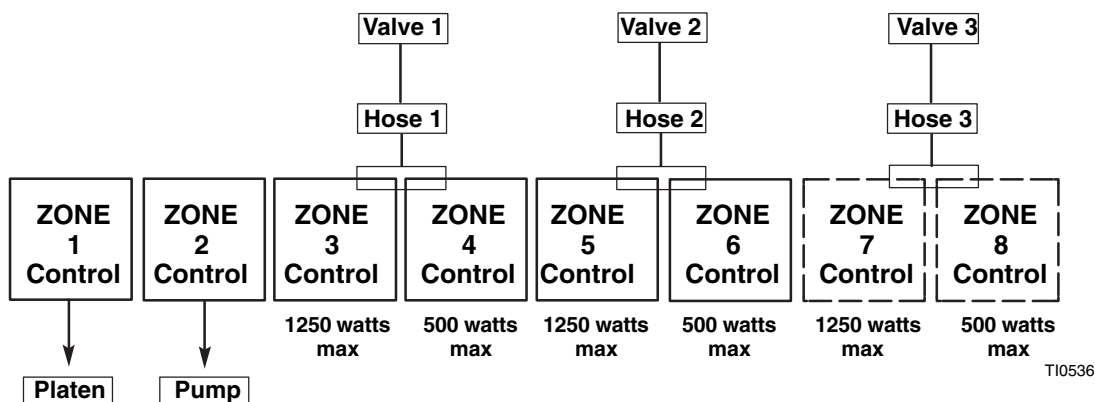 Valve 1
Valve 2
Valve 3
Hose 1
Hose 2
Hose 3
ZONE
1
Control
ZONE
2
Control
ZONE
3
Control
ZONE
4
Control
ZONE
5
Control
ZONE
6
Control
ZONE
7
Control
ZONE
8
Control
1250 watts
max
500 watts
max
1250 watts
max
500 watts
max
1250 watts
max
500 watts
max
TI0536
Platen
Pump